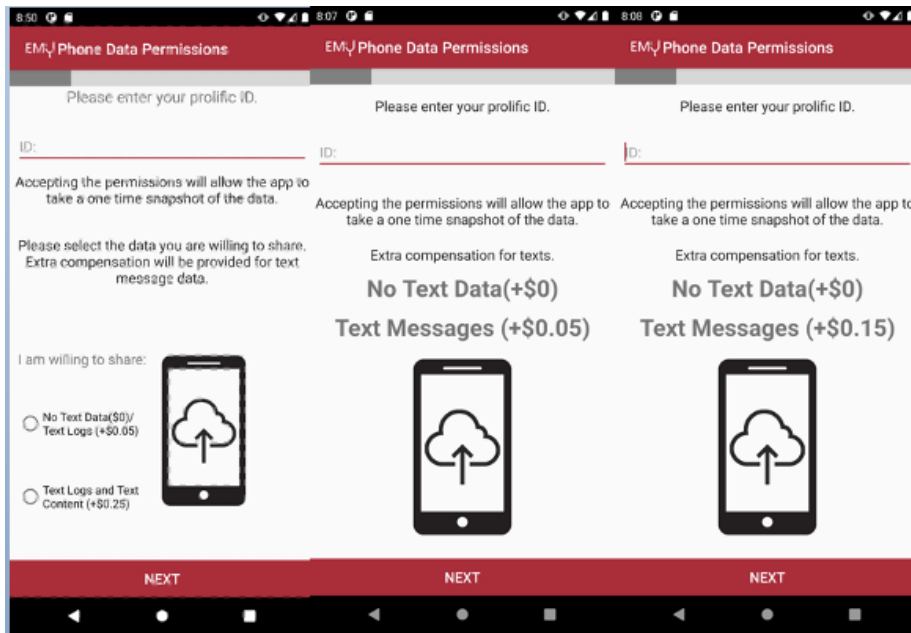 8:50
EMU Phone Data Permissions
Please enter your prolific ID.
ID:
Accepting the permissions will allow the app to
take a one time snapshot of the data.
Please select the data you are willing to share.
Extra compensation will be provided for text
message data.
I am willing to share:
No Text Data($0)/
Text Logs (+$0.05)
Text Logs and Text
Content (+$0.25)
NEXT
8:07
EMU Phone Data Permissions
Please enter your prolific ID.
ID:
Accepting the permissions will allow the app to
take a one time snapshot of the data.
Extra compensation for texts.
No Text Data(+$0)
Text Messages (+$0.05)
NEXT
8:08
EMU Phone Data Permissions
Please enter your prolific ID.
ID:
Accepting the permissions will allow the app to
take a one time snapshot of the data.
Extra compensation for texts.
No Text Data(+$0)
Text Messages (+$0.15)
NEXT